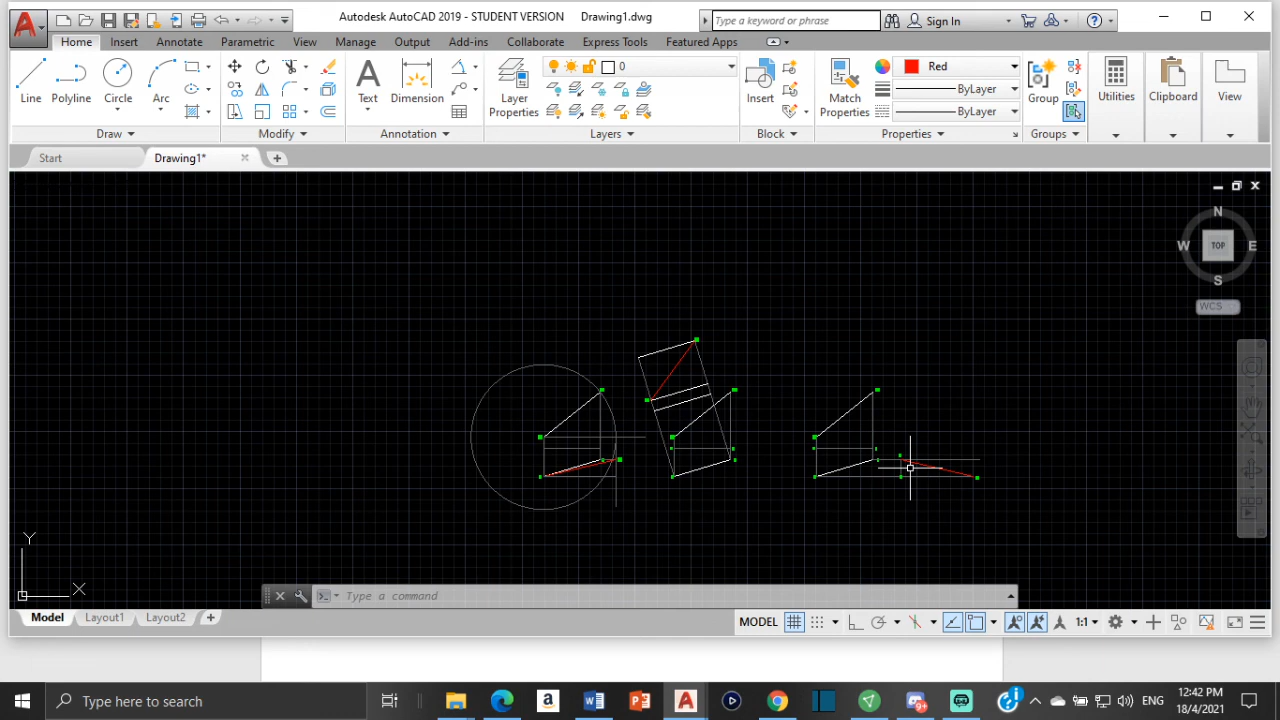 Autodesk AutoCAD 2019 - STUDENT VERSION Drawing1.dwg
Type a keyword or phrase
Sign In
Home Insert Annotate Parametric View Manage Output Add-ins Collaborate Express Tools Featured Apps
Line Polyline Circle Arc
Text Dimension
Layer Properties
0
Insert
Match Properties
Red
ByLayer
ByLayer
Group
Utilities
Clipboard
View
Draw Modify Annotation Layers Block Properties Groups
Start Drawing1*
N
W TOP E
S
WCS
Y
X
Type a command
Model Layout1 Layout2
MODEL 1:1
Type here to search
9+
ENG
12:42 PM
18/4/2021